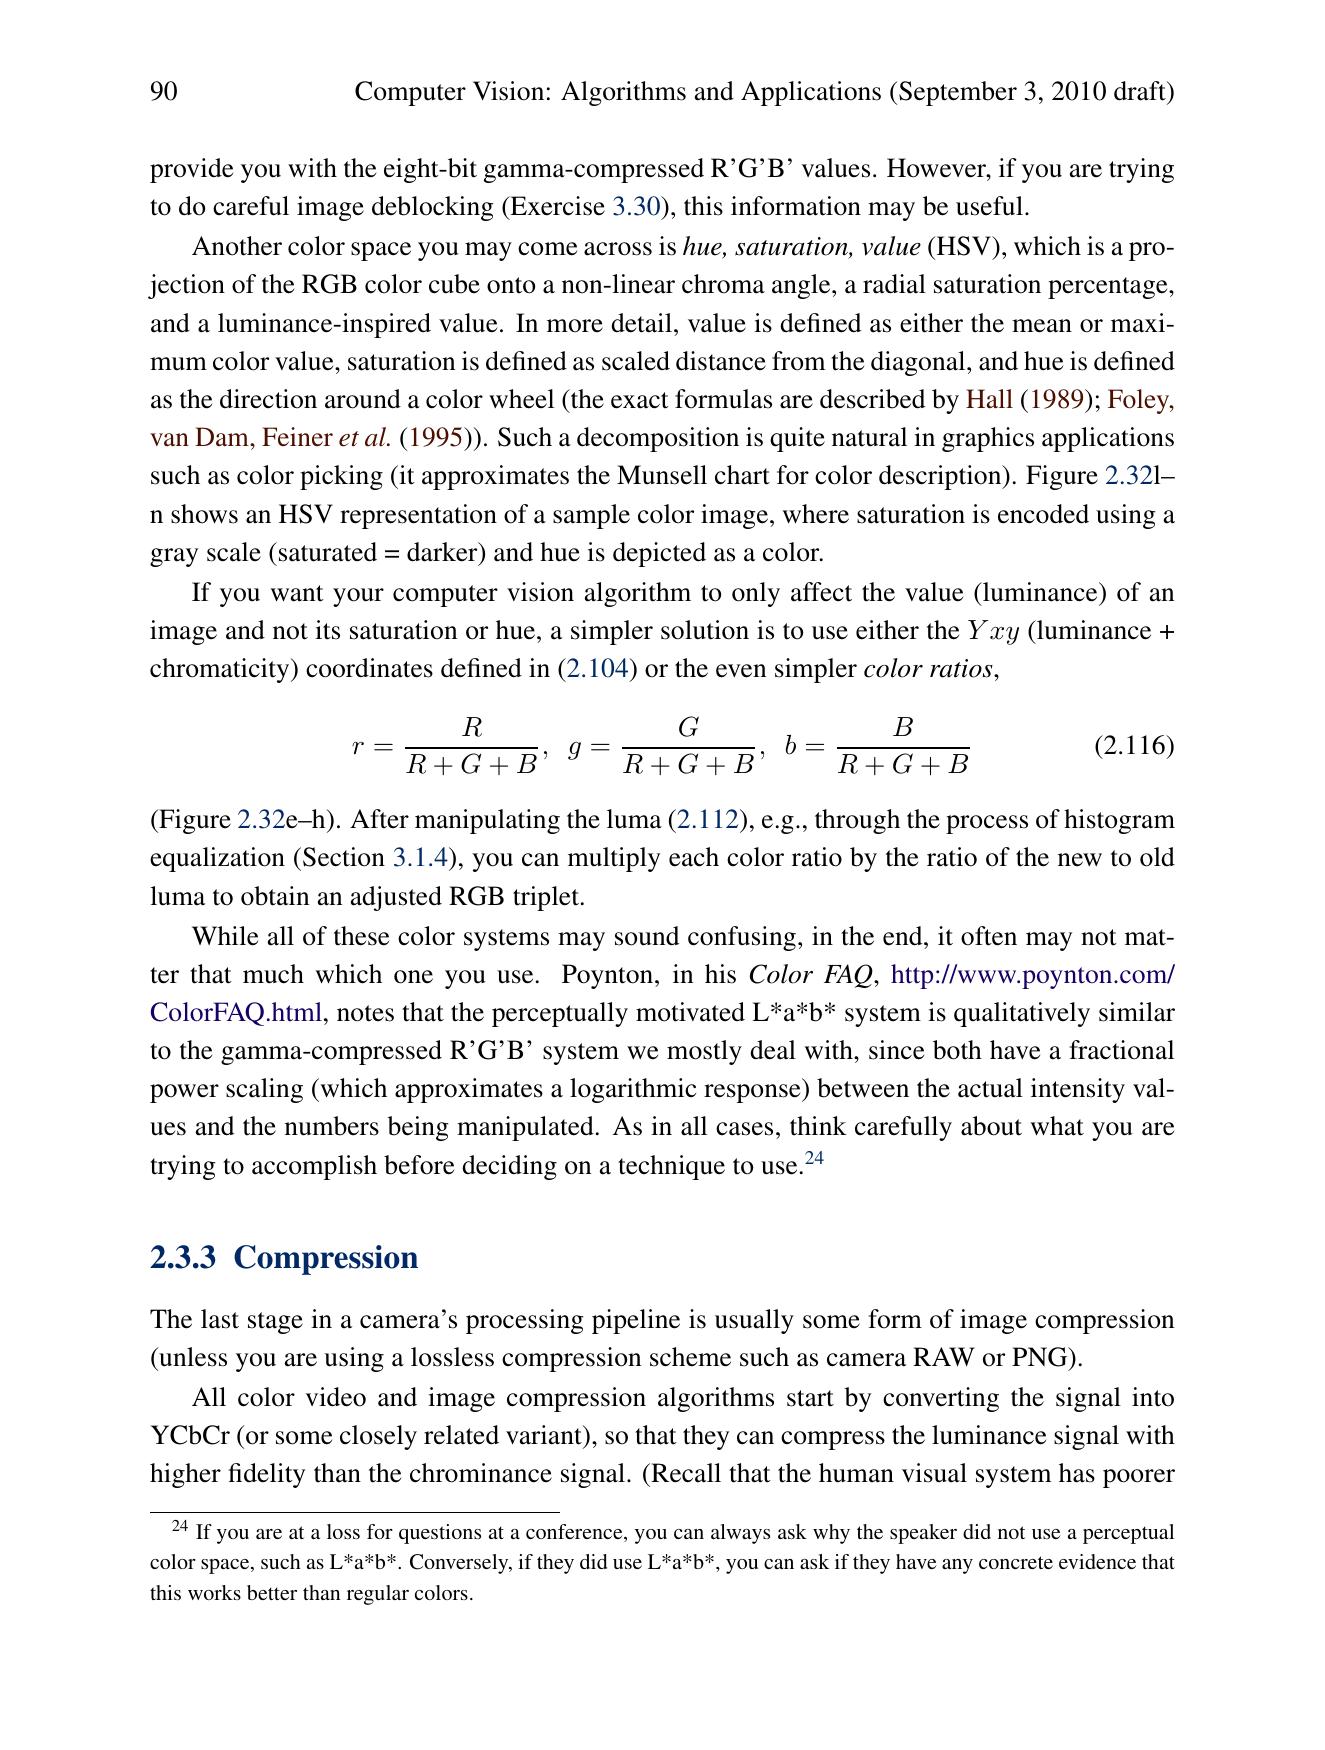 90 Computer Vision: Algorithms and Applications (September 3, 2010 draft)
provide you with the eight-bit gamma-compressed R’G’B’ values. However, if you are trying
to do careful image deblocking (Exercise 3.30), this information may be useful.
Another color space you may come across is hue, saturation, value (HSV), which is a pro-
jection of the RGB color cube onto a non-linear chroma angle, a radial saturation percentage,
and a luminance-inspired value. In more detail, value is defined as either the mean or maxi-
mum color value, saturation is defined as scaled distance from the diagonal, and hue is defined
as the direction around a color wheel (the exact formulas are described by Hall (1989); Foley,
van Dam, Feiner et al. (1995)). Such a decomposition is quite natural in graphics applications
such as color picking (it approximates the Munsell chart for color description). Figure 2.32l–
n shows an HSV representation of a sample color image, where saturation is encoded using a
gray scale (saturated = darker) and hue is depicted as a color.
If you want your computer vision algorithm to only affect the value (luminance) of an
image and not its saturation or hue, a simpler solution is to use either the Yxy (luminance +
chromaticity) coordinates defined in (2.104) or the even simpler color ratios,
r = R / (R + G + B), g = G / (R + G + B), b = B / (R + G + B) (2.116)
(Figure 2.32e–h). After manipulating the luma (2.112), e.g., through the process of histogram
equalization (Section 3.1.4), you can multiply each color ratio by the ratio of the new to old
luma to obtain an adjusted RGB triplet.
While all of these color systems may sound confusing, in the end, it often may not mat-
ter that much which one you use. Poynton, in his Color FAQ, http://www.poynton.com/
ColorFAQ.html, notes that the perceptually motivated L*a*b* system is qualitatively similar
to the gamma-compressed R’G’B’ system we mostly deal with, since both have a fractional
power scaling (which approximates a logarithmic response) between the actual intensity val-
ues and the numbers being manipulated. As in all cases, think carefully about what you are
trying to accomplish before deciding on a technique to use.24
2.3.3 Compression
The last stage in a camera’s processing pipeline is usually some form of image compression
(unless you are using a lossless compression scheme such as camera RAW or PNG).
All color video and image compression algorithms start by converting the signal into
YCbCr (or some closely related variant), so that they can compress the luminance signal with
higher fidelity than the chrominance signal. (Recall that the human visual system has poorer
24 If you are at a loss for questions at a conference, you can always ask why the speaker did not use a perceptual
color space, such as L*a*b*. Conversely, if they did use L*a*b*, you can ask if they have any concrete evidence that
this works better than regular colors.